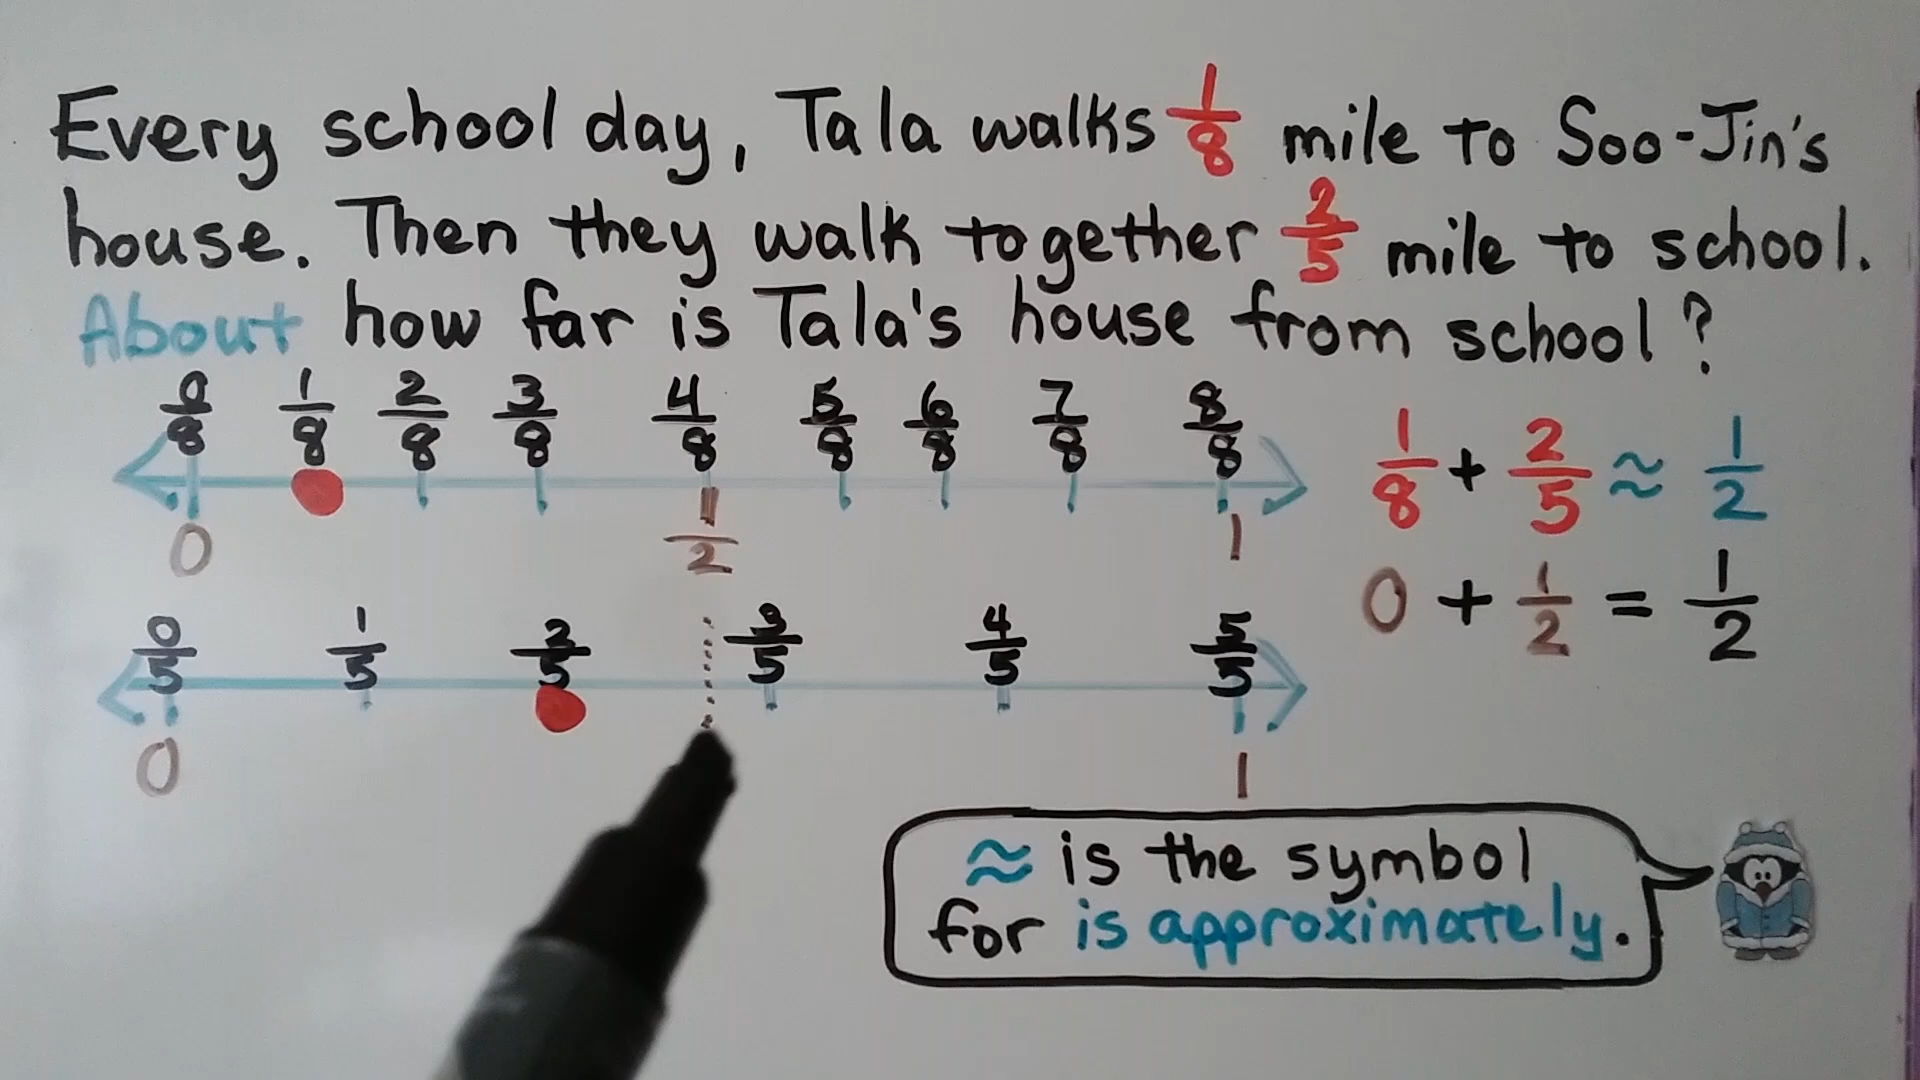 Every school day, Tala walks 1/8 mile to Soo-Jin's
house. Then they walk together 2/5 mile to school.
About how far is Tala's house from school?
0/8 1/8 2/8 3/8 4/8 5/8 6/8 7/8 8/8
0 1/2 1
1/8 + 2/5 ≈ 1/2
0 + 1/2 = 1/2
0/5 1/5 2/5 3/5 4/5 5/5
0 1
≈ is the symbol
for is approximately.